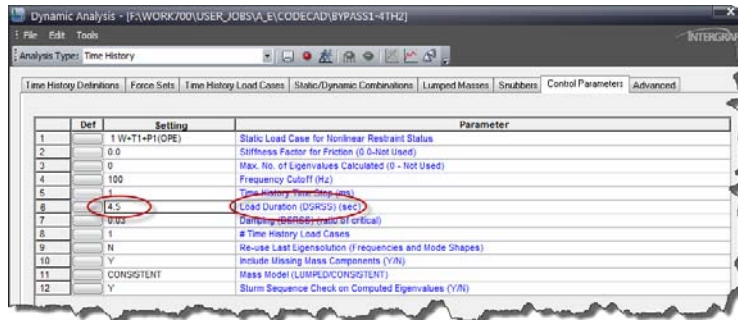 Dynamic Analysis - [F:\WORK700\USER_JOBS\A_E\CODECAD\BYPASS1-4TH2]
File Edit Tools
INTERGRAPH
Analysis Type: Time History
Time History Definitions Force Sets Time History Load Cases Static/Dynamic Combinations Lumped Masses Snubbers Control Parameters Advanced
Def Setting Parameter
1 1 W+T1+P1(OPE) Static Load Case for Nonlinear Restraint Status
2 0.0 Stiffness Factor for Friction (0.0-Not Used)
3 0 Max. No. of Eigenvalues Calculated (0 - Not Used)
4 100 Frequency Cutoff (Hz)
5 1 Time History Time Step (ms)
6 4.5 Load Duration (DSRSS) (sec)
7 0.03 Damping (DSRSS) (ratio of critical)
8 1 # Time History Load Cases
9 N Re-use Last Eigensolution (Frequencies and Mode Shapes)
10 Y Include Missing Mass Components (Y/N)
11 CONSISTENT Mass Model (LUMPED/CONSISTENT)
12 Y Sturm Sequence Check on Computed Eigenvalues (Y/N)